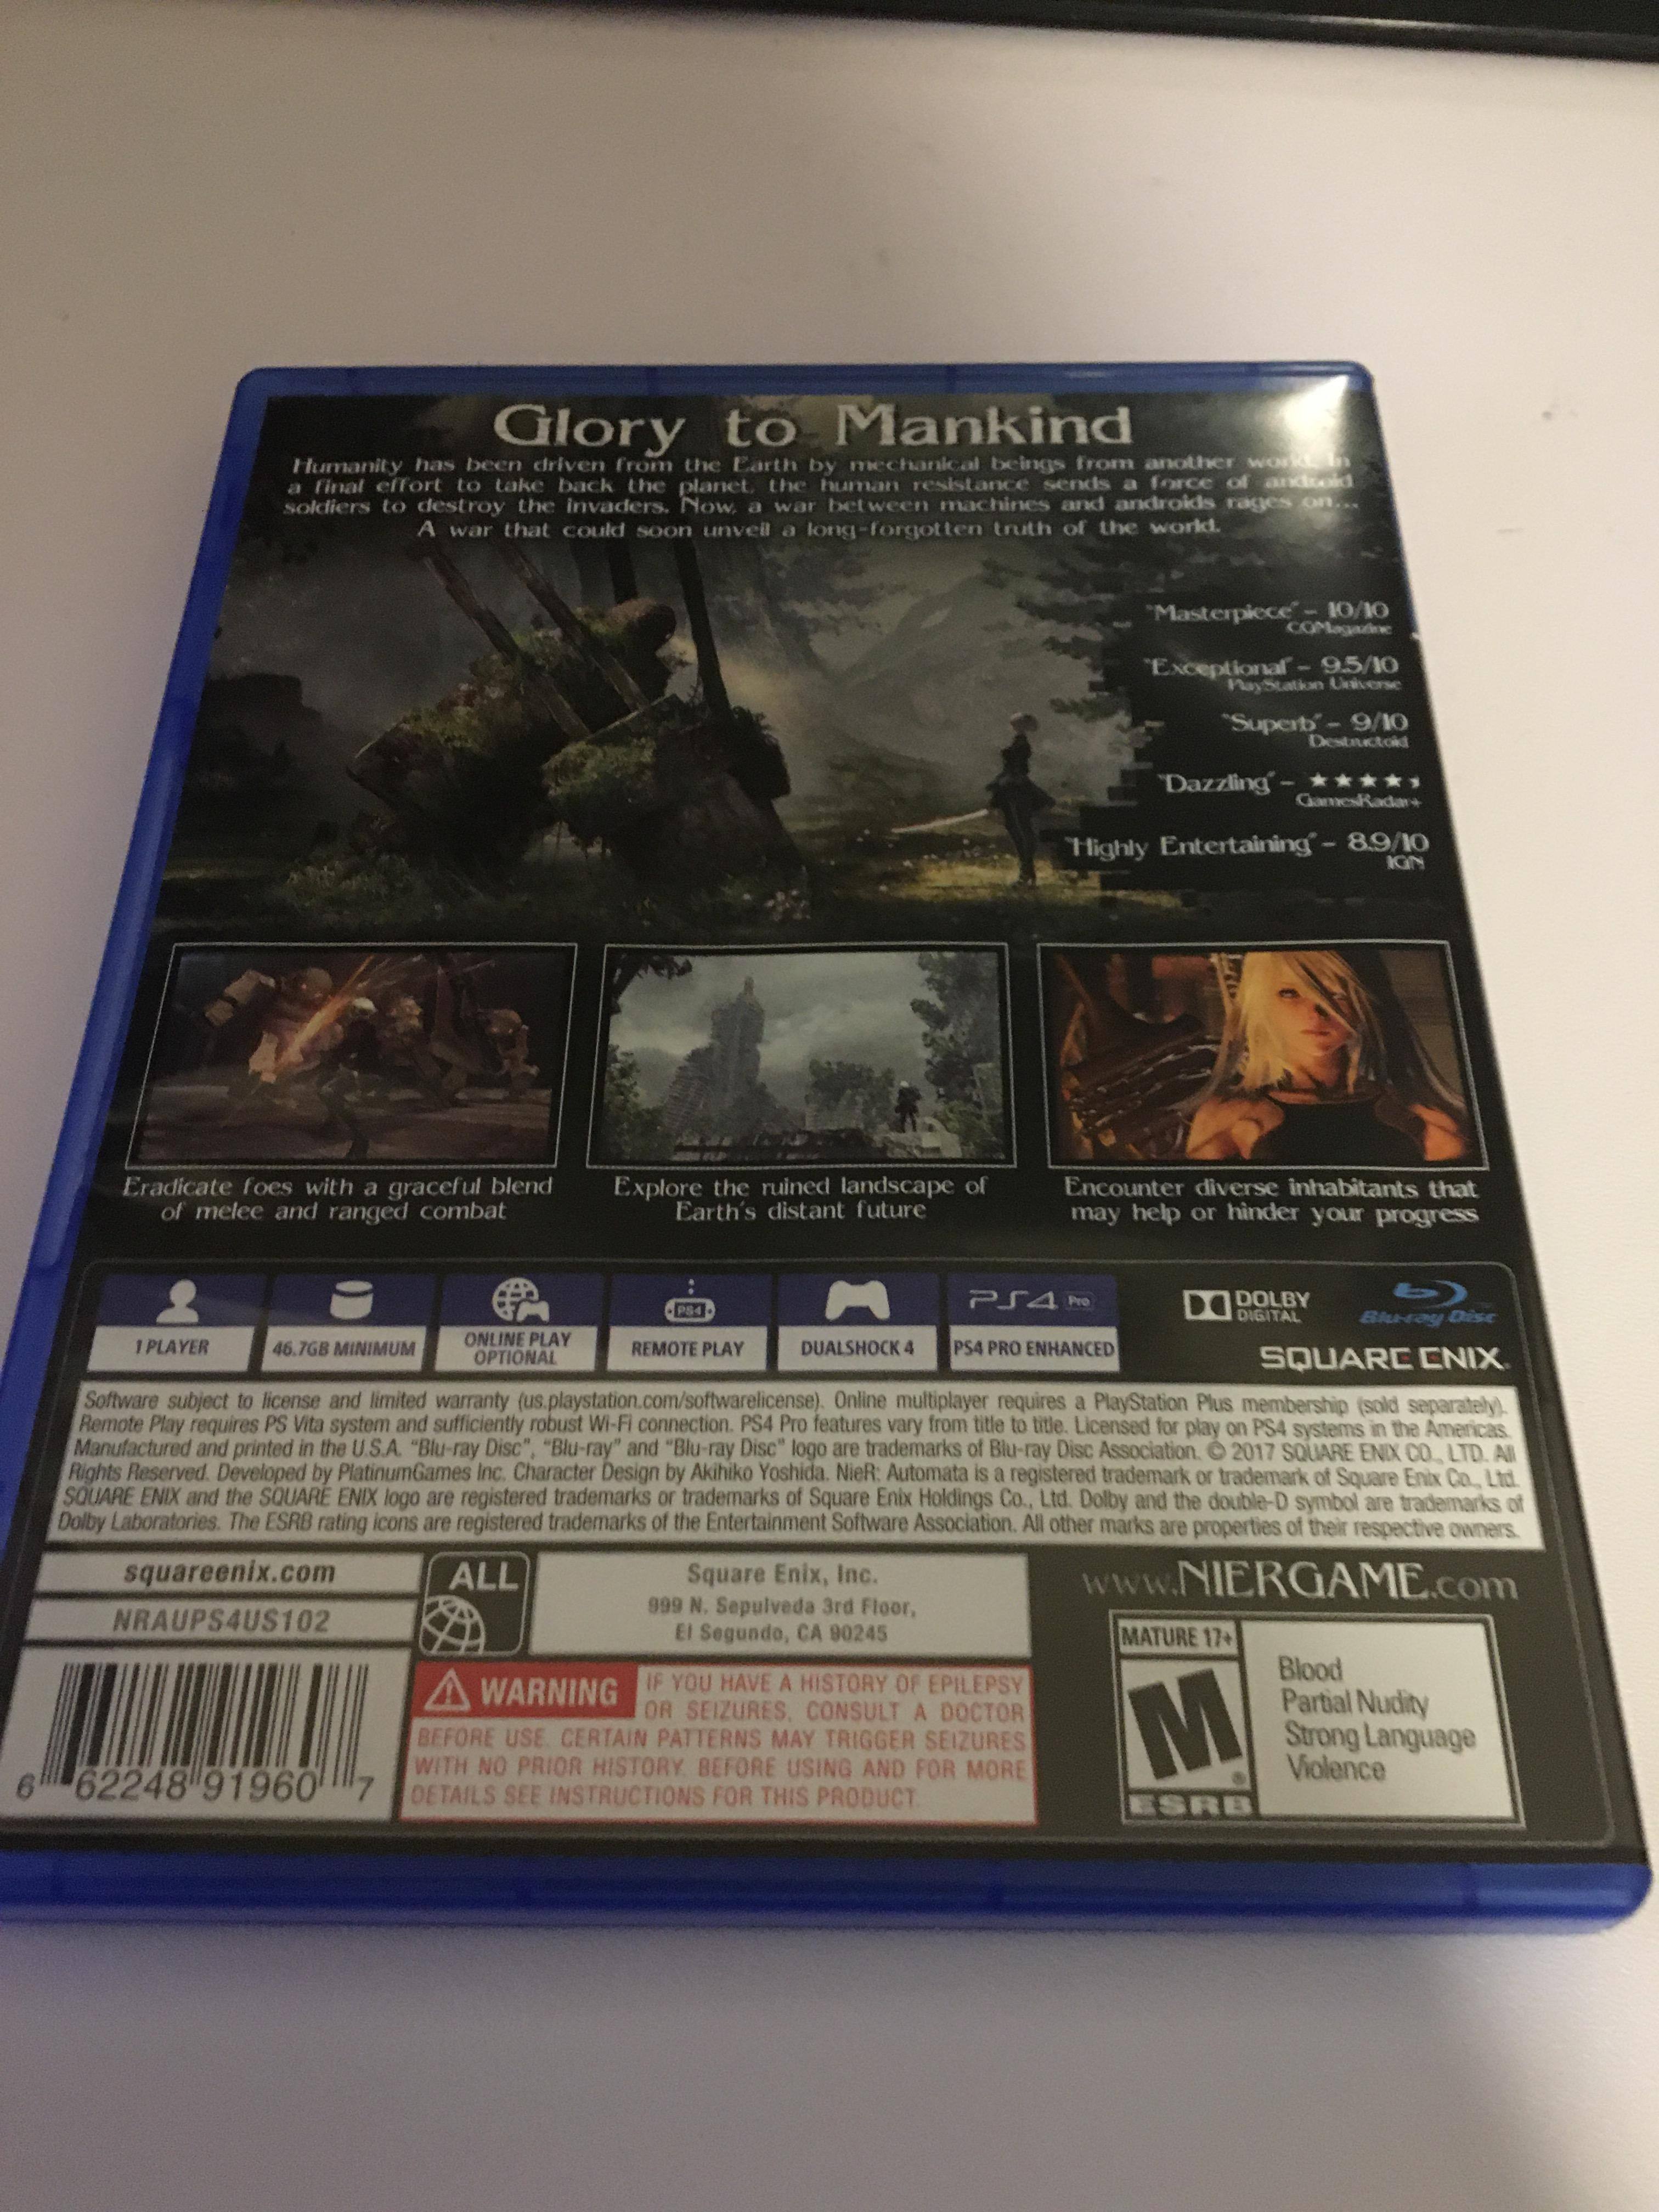 Glory to Mankind
Humanity has been driven from the Earth by mechanical beings from another world. In
a final effort to take back the planet, the human resistance sends a force of android
soldiers to destroy the invaders. Now, a war between machines and androids rages on...
A war that could soon unveil a long-forgotten truth of the world.
"Masterpiece" - 10/10
CGMagazine
"Exceptional" - 9.5/10
PlayStation Universe
"Superb" - 9/10
Destructoid
"Dazzling" - ★★★★⯨
GamesRadar+
"Highly Entertaining" - 8.9/10
IGN
Eradicate foes with a graceful blend
of melee and ranged combat
Explore the ruined landscape of
Earth's distant future
Encounter diverse inhabitants that
may help or hinder your progress
1 PLAYER
46.7GB MINIMUM
ONLINE PLAY
OPTIONAL
PS4
REMOTE PLAY
DUALSHOCK 4
PS4 Pro
PS4 PRO ENHANCED
DOLBY
DIGITAL
Blu-ray Disc
SQUARE ENIX.
Software subject to license and limited warranty (us.playstation.com/softwarelicense). Online multiplayer requires a PlayStation Plus membership (sold separately).
Remote Play requires PS Vita system and sufficiently robust Wi-Fi connection. PS4 Pro features vary from title to title. Licensed for play on PS4 systems in the Americas.
Manufactured and printed in the U.S.A. “Blu-ray Disc”, “Blu-ray” and “Blu-ray Disc” logo are trademarks of Blu-ray Disc Association. © 2017 SQUARE ENIX CO., LTD. All
Rights Reserved. Developed by PlatinumGames Inc. Character Design by Akihiko Yoshida. NieR: Automata is a registered trademark or trademark of Square Enix Co., Ltd.
SQUARE ENIX and the SQUARE ENIX logo are registered trademarks or trademarks of Square Enix Holdings Co., Ltd. Dolby and the double-D symbol are trademarks of
Dolby Laboratories. The ESRB rating icons are registered trademarks of the Entertainment Software Association. All other marks are properties of their respective owners.
squareenix.com
NRAUPS4US102
6 62248 91960 7
ALL
Square Enix, Inc.
999 N. Sepulveda 3rd Floor,
El Segundo, CA 90245
WARNING IF YOU HAVE A HISTORY OF EPILEPSY
OR SEIZURES, CONSULT A DOCTOR
BEFORE USE. CERTAIN PATTERNS MAY TRIGGER SEIZURES
WITH NO PRIOR HISTORY. BEFORE USING AND FOR MORE
DETAILS SEE INSTRUCTIONS FOR THIS PRODUCT.
www.NIERGAME.com
MATURE 17+
M
ESRB
Blood
Partial Nudity
Strong Language
Violence